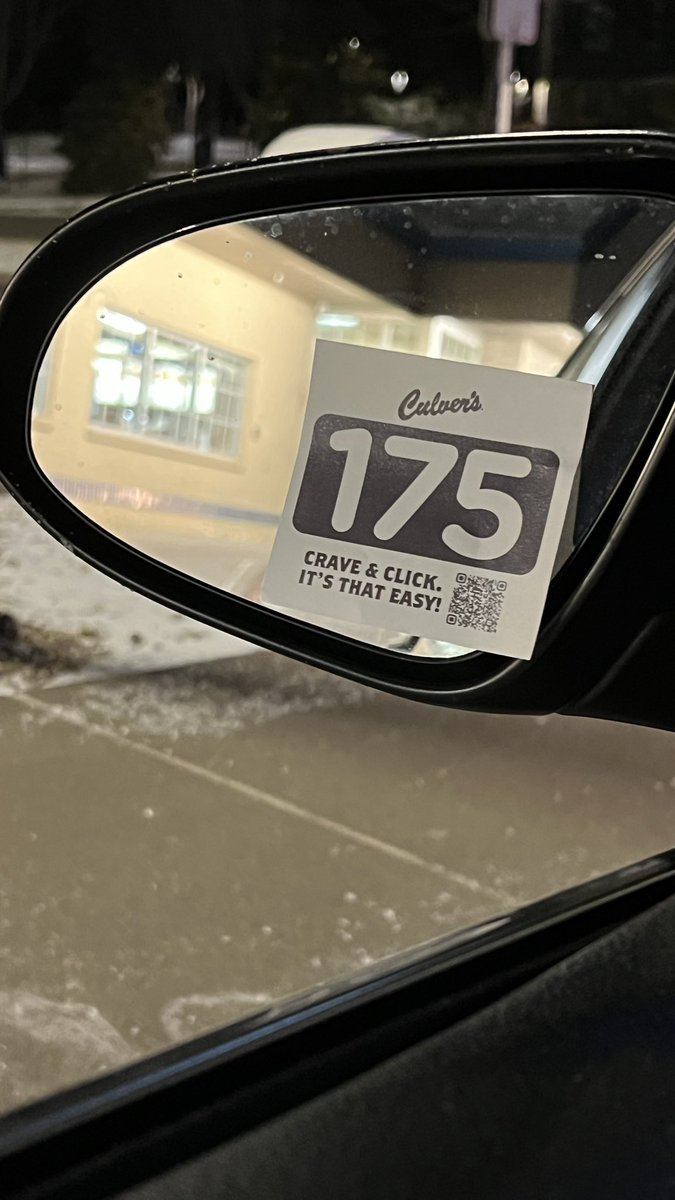 Culver's
175
CRAVE & CLICK.
IT'S THAT EASY!